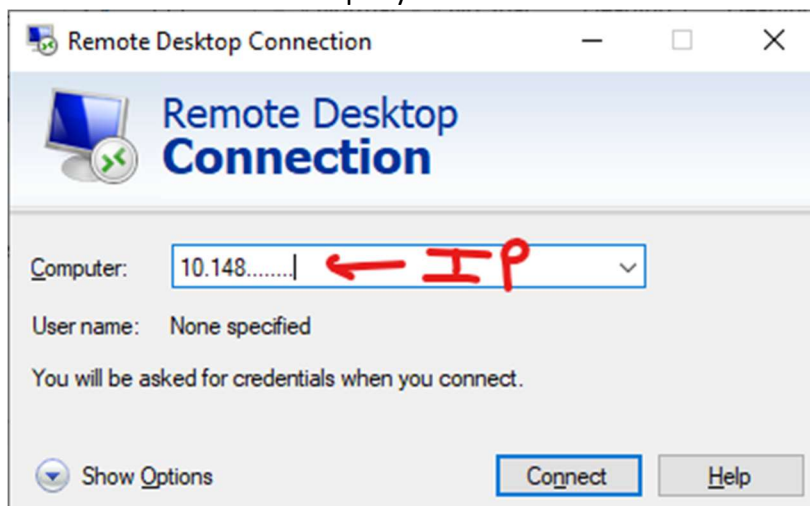 Remote Desktop Connection
Remote Desktop
Connection
Computer: 10.148........ ← IP
User name: None specified
You will be asked for credentials when you connect.
Show Options Connect Help